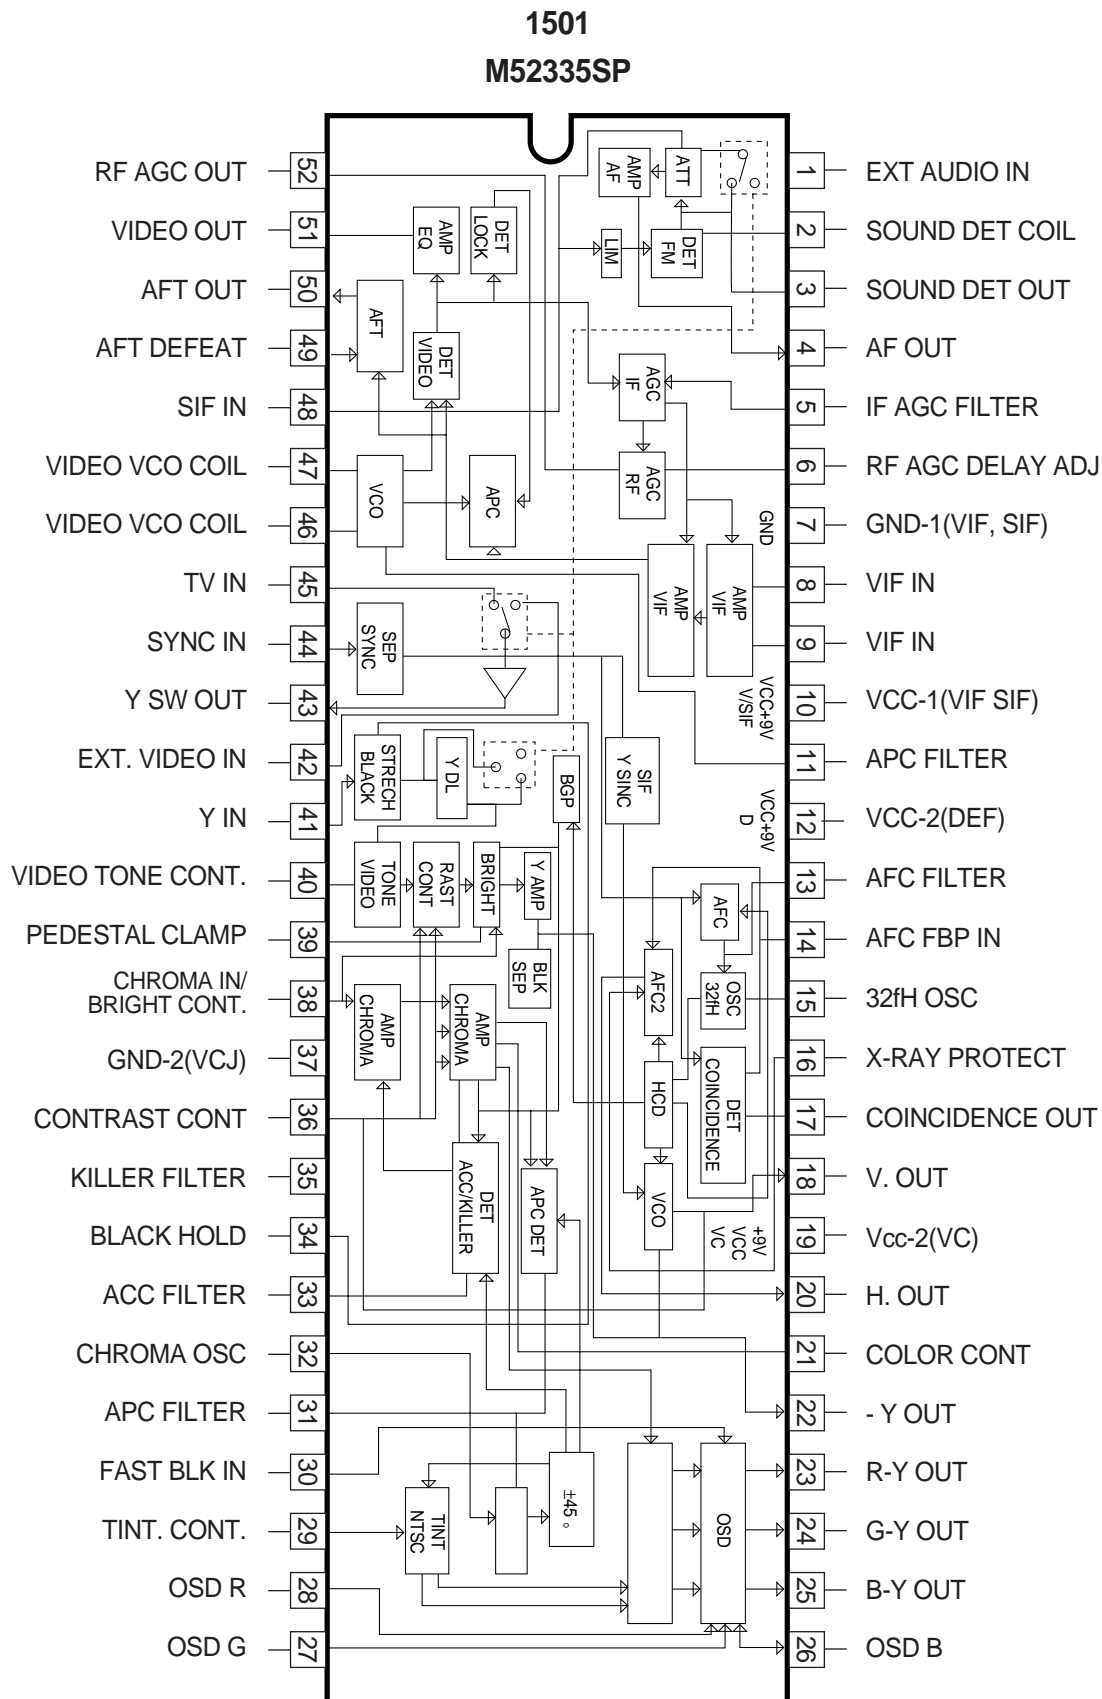 1501
M52335SP
RF AGC OUT 52
VIDEO OUT 51
AFT OUT 50
AFT DEFEAT 49
SIF IN 48
VIDEO VCO COIL 47
VIDEO VCO COIL 46
TV IN 45
SYNC IN 44
Y SW OUT 43
EXT. VIDEO IN 42
Y IN 41
VIDEO TONE CONT. 40
PEDESTAL CLAMP 39
CHROMA IN/
BRIGHT CONT. 38
GND-2(VCJ) 37
CONTRAST CONT 36
KILLER FILTER 35
BLACK HOLD 34
ACC FILTER 33
CHROMA OSC 32
APC FILTER 31
FAST BLK IN 30
TINT. CONT. 29
OSD R 28
OSD G 27
1 EXT AUDIO IN
2 SOUND DET COIL
3 SOUND DET OUT
4 AF OUT
5 IF AGC FILTER
6 RF AGC DELAY ADJ
7 GND-1(VIF, SIF)
8 VIF IN
9 VIF IN
10 VCC-1(VIF SIF)
11 APC FILTER
12 VCC-2(DEF)
13 AFC FILTER
14 AFC FBP IN
15 32fH OSC
16 X-RAY PROTECT
17 COINCIDENCE OUT
18 V. OUT
19 Vcc-2(VC)
20 H. OUT
21 COLOR CONT
22 - Y OUT
23 R-Y OUT
24 G-Y OUT
25 B-Y OUT
26 OSD B
AMP
AF
ATT
LIM
DET
FM
AMP
EQ
DET
LOCK
AFT
DET
VIDEO
AGC
IF
AGC
RF
VCO
APC
GND
AMP
VIF
AMP
VIF
SEP
SYNC
VCC+9V
V/SIF
STRECH
BLACK
Y DL
BGP
SIF
Y SINC
VCC+9V
D
TONE
VIDEO
RAST
CONT
BRIGHT
Y AMP
BLK
SEP
AFC
AFC2
OSC
32fH
AMP
CHROMA
AMP
CHROMA
HCD
DET
COINCIDENCE
DET
ACC/KILLER
APC DET
VCO
+9V
VCC
VC
TINT
NTSC
±45 °
OSD